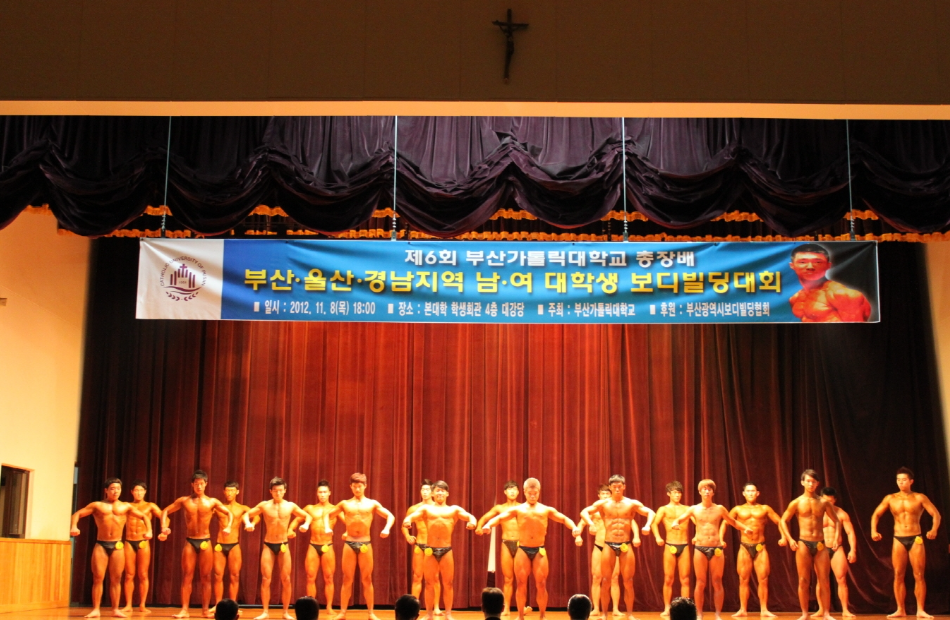 제6회 부산가톨릭대학교 총장배
부산·울산·경남지역 남·여 대학생 보디빌딩대회
■ 일시 : 2012. 11. 8(목) 18:00 ■ 장소 : 본대학 학생회관 4층 대강당 ■ 주최 : 부산가톨릭대학교 ■ 후원 : 부산광역시보디빌딩협회